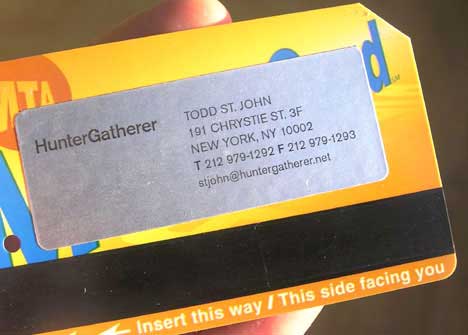 MTA
HunterGatherer
TODD ST. JOHN
191 CHRYSTIE ST. 3F
NEW YORK, NY 10002
T 212 979-1292 F 212 979-1293
stjohn@huntergatherer.net
Insert this way / This side facing you